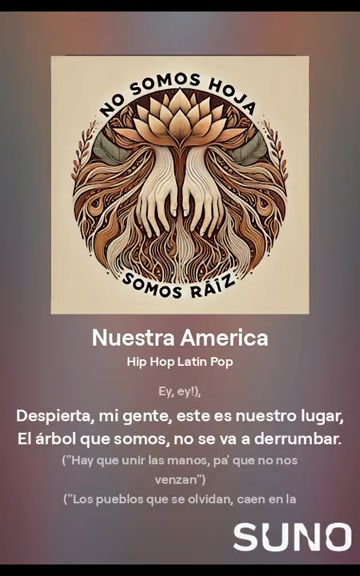 NO SOMOS HOJA
SOMOS RAÍZ
Nuestra America
Hip Hop Latin Pop
Ey, ey!),
Despierta, mi gente, este es nuestro lugar,
El árbol que somos, no se va a derrumbar.
("Hay que unir las manos, pa' que no nos
venzan")
("Los pueblos que se olvidan, caen en la
SUNO